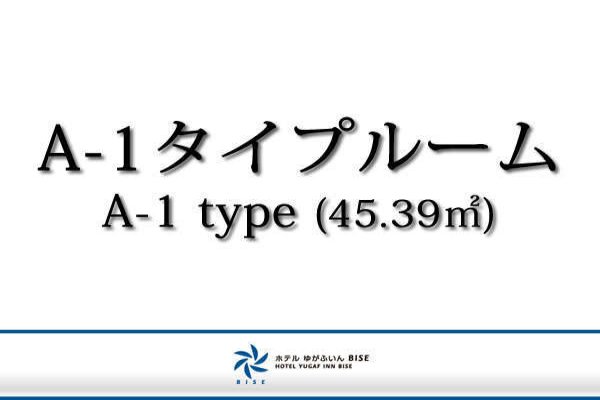 A-1タイプルーム
A-1 type (45.39㎡)
ホテル ゆがふいん BISE
HOTEL YUGAF INN BISE
BISE